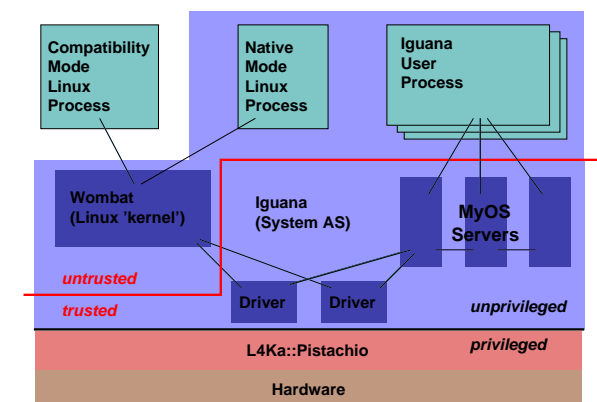 Compatibility
Mode
Linux
Process
Native
Mode
Linux
Process
Iguana
User
Process
Wombat
(Linux 'kernel')
Iguana
(System AS)
MyOS
Servers
untrusted
trusted
Driver
Driver
unprivileged
privileged
L4Ka::Pistachio
Hardware